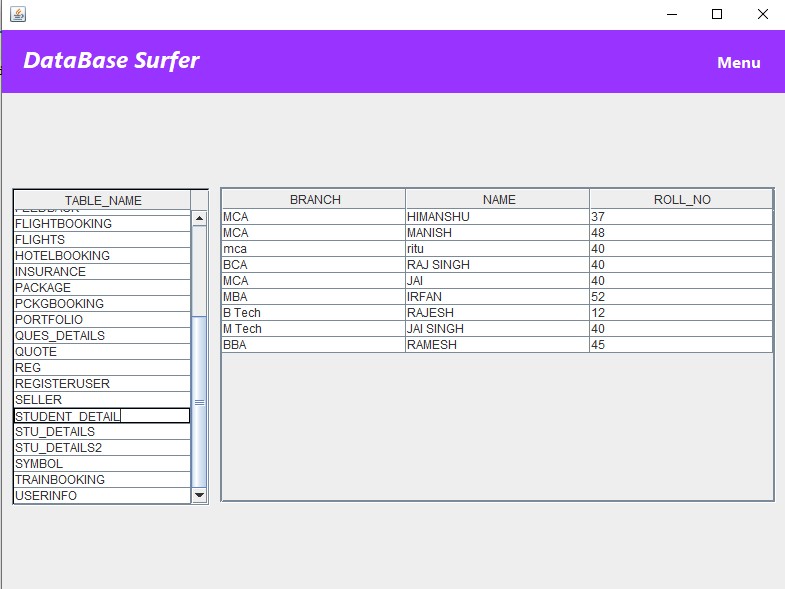 DataBase Surfer
Menu
TABLE_NAME
FEEDBACK
FLIGHTBOOKING
FLIGHTS
HOTELBOOKING
INSURANCE
PACKAGE
PCKGBOOKING
PORTFOLIO
QUES_DETAILS
QUOTE
REG
REGISTERUSER
SELLER
STUDENT_DETAIL
STU_DETAILS
STU_DETAILS2
SYMBOL
TRAINBOOKING
USERINFO
BRANCH NAME ROLL_NO
MCA HIMANSHU 37
MCA MANISH 48
mca ritu 40
BCA RAJ SINGH 40
MCA JAI 40
MBA IRFAN 52
B Tech RAJESH 12
M Tech JAI SINGH 40
BBA RAMESH 45